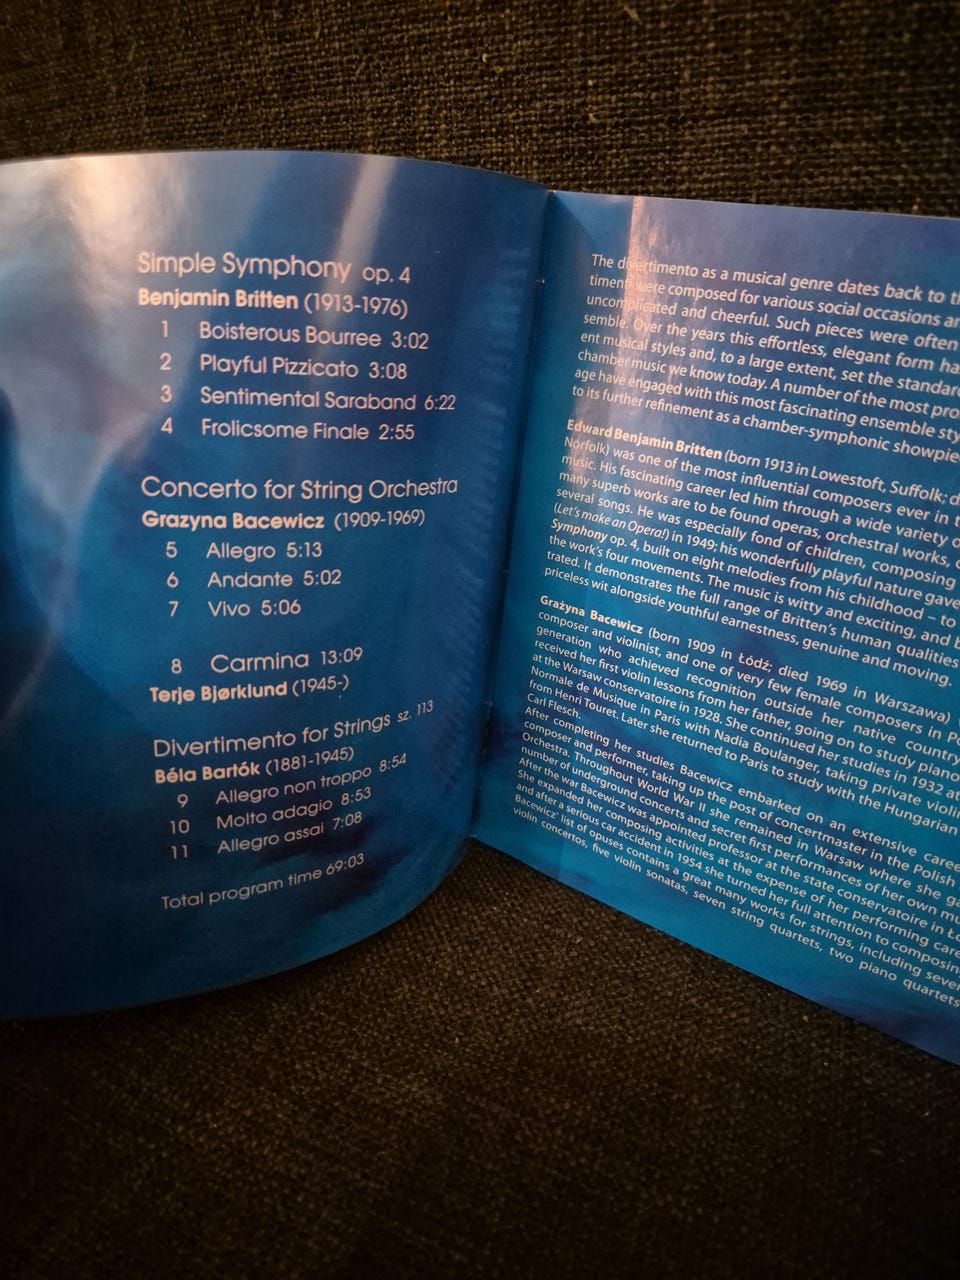 Simple Symphony op. 4
Benjamin Britten (1913-1976)
1 Boisterous Bourree 3:02
2 Playful Pizzicato 3:08
3 Sentimental Saraband 6:22
4 Frolicsome Finale 2:55
Concerto for String Orchestra
Grazyna Bacewicz (1909-1969)
5 Allegro 5:13
6 Andante 5:02
7 Vivo 5:06
8 Carmina 13:09
Terje Bjørklund (1945-)
Divertimento for Strings sz. 113
Béla Bartók (1881-1945)
9 Allegro non troppo 8:54
10 Molto adagio 8:53
11 Allegro assai 7:08
Total program time 69:03
The divertimento as a musical genre dates back to
timenti were composed for various social occasions
uncomplicated and cheerful. Such pieces were often
semble. Over the years this effortless, elegant form
ent musical styles and, to a large extent, set the
chamber music we know today. A number of the most
age have engaged with this most fascinating ensemble
to its further refinement as a chamber-symphonic
Edward Benjamin Britten (born 1913 in Lowestoft, Suffolk;
Norfolk) was one of the most influential composers ever in
music. His fascinating career led him through a wide variety
many superb works are to be found operas, orchestral works,
several songs. He was especially fond of children, composing
(Let's make an Opera!) in 1949; his wonderfully playful nature gave
Symphony op. 4, built on eight melodies from his childhood – to
the work's four movements. The music is witty and exciting, and
trated. It demonstrates the full range of Britten's human qualities
priceless wit alongside youthful earnestness, genuine and moving.
Grażyna Bacewicz (born 1909 in Łódź; died 1969 in Warszawa)
composer and violinist, and one of very few female composers in
generation who achieved recognition outside her native country
received her first violin lessons from her father, going on to study piano
at the Warsaw conservatoire in 1928. She continued her studies in 1932 at
Normale de Musique in Paris with Nadia Boulanger, taking private
from Henri Touret. Later she returned to Paris to study with the Hungarian
Carl Flesch.
After completing her studies Bacewicz embarked on an extensive
composer and performer, taking up the post of concertmaster in the Polish
Orchestra. Throughout World War II she remained in Warsaw where she
number of underground concerts and secret first performances of her own
After the war Bacewicz was appointed professor at the state conservatoire in
She expanded her composing activities at the expense of her performing
and after a serious car accident in 1954 she turned her full attention to
Bacewicz' list of opuses contains a great many works for strings, including
violin concertos, five violin sonatas, seven string quartets, two piano quartets